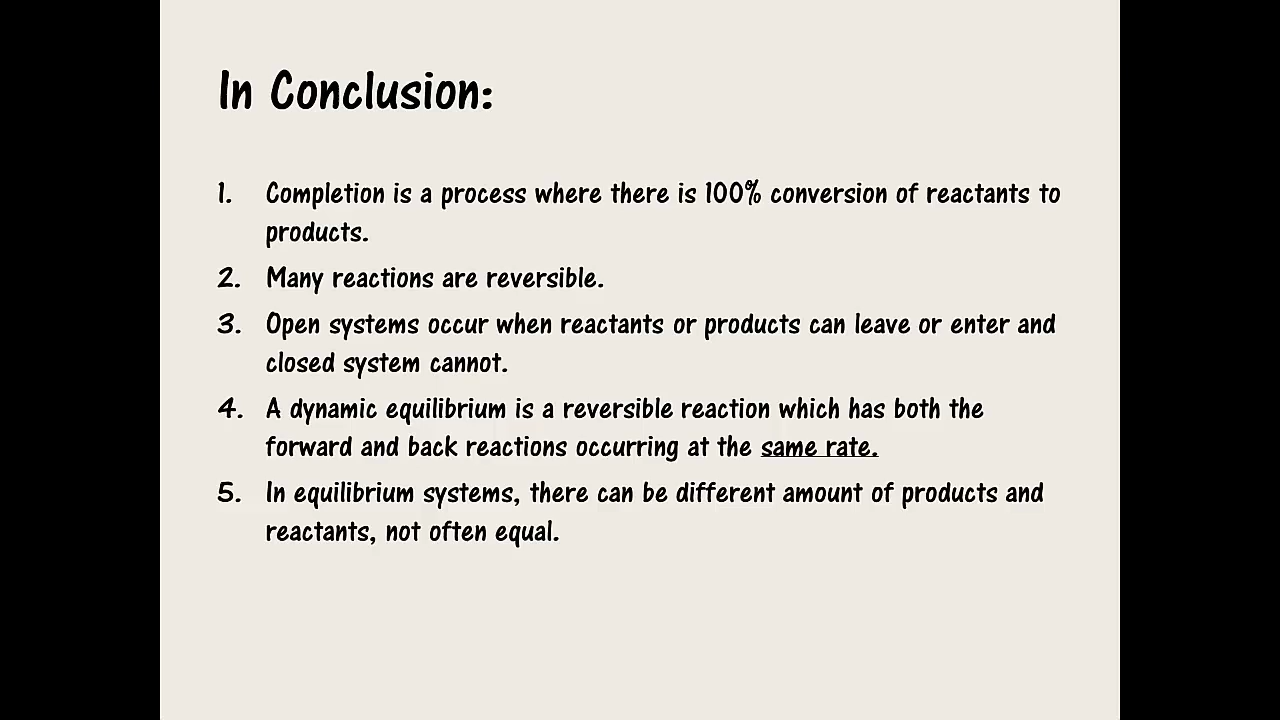 In Conclusion:
1. Completion is a process where there is 100% conversion of reactants to
products.
2. Many reactions are reversible.
3. Open systems occur when reactants or products can leave or enter and
closed system cannot.
4. A dynamic equilibrium is a reversible reaction which has both the
forward and back reactions occurring at the same rate.
5. In equilibrium systems, there can be different amount of products and
reactants, not often equal.